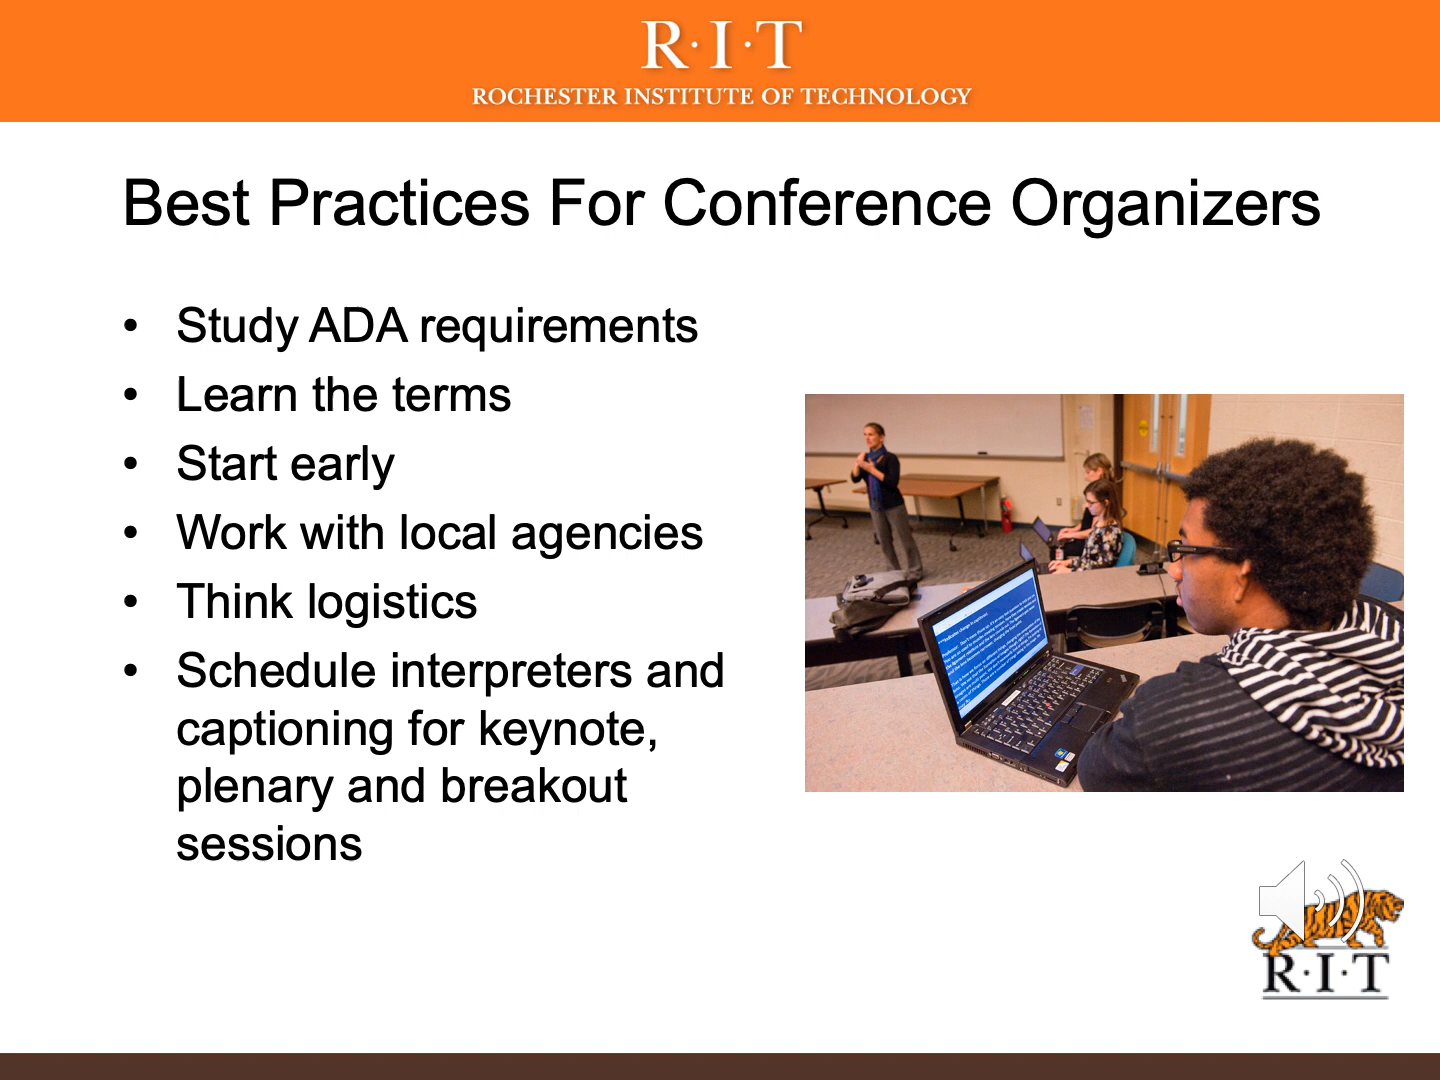 R·I·T
ROCHESTER INSTITUTE OF TECHNOLOGY
Best Practices For Conference Organizers
• Study ADA requirements
• Learn the terms
• Start early
• Work with local agencies
• Think logistics
• Schedule interpreters and
captioning for keynote,
plenary and breakout
sessions
R·I·T